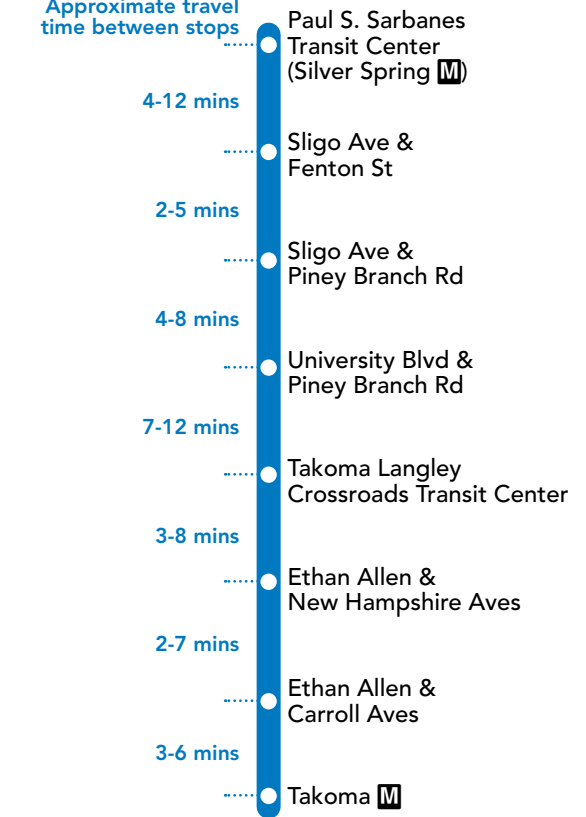 Approximate travel
time between stops
Paul S. Sarbanes
Transit Center
(Silver Spring M)
4-12 mins
Sligo Ave &
Fenton St
2-5 mins
Sligo Ave &
Piney Branch Rd
4-8 mins
University Blvd &
Piney Branch Rd
7-12 mins
Takoma Langley
Crossroads Transit Center
3-8 mins
Ethan Allen &
New Hampshire Aves
2-7 mins
Ethan Allen &
Carroll Aves
3-6 mins
Takoma M